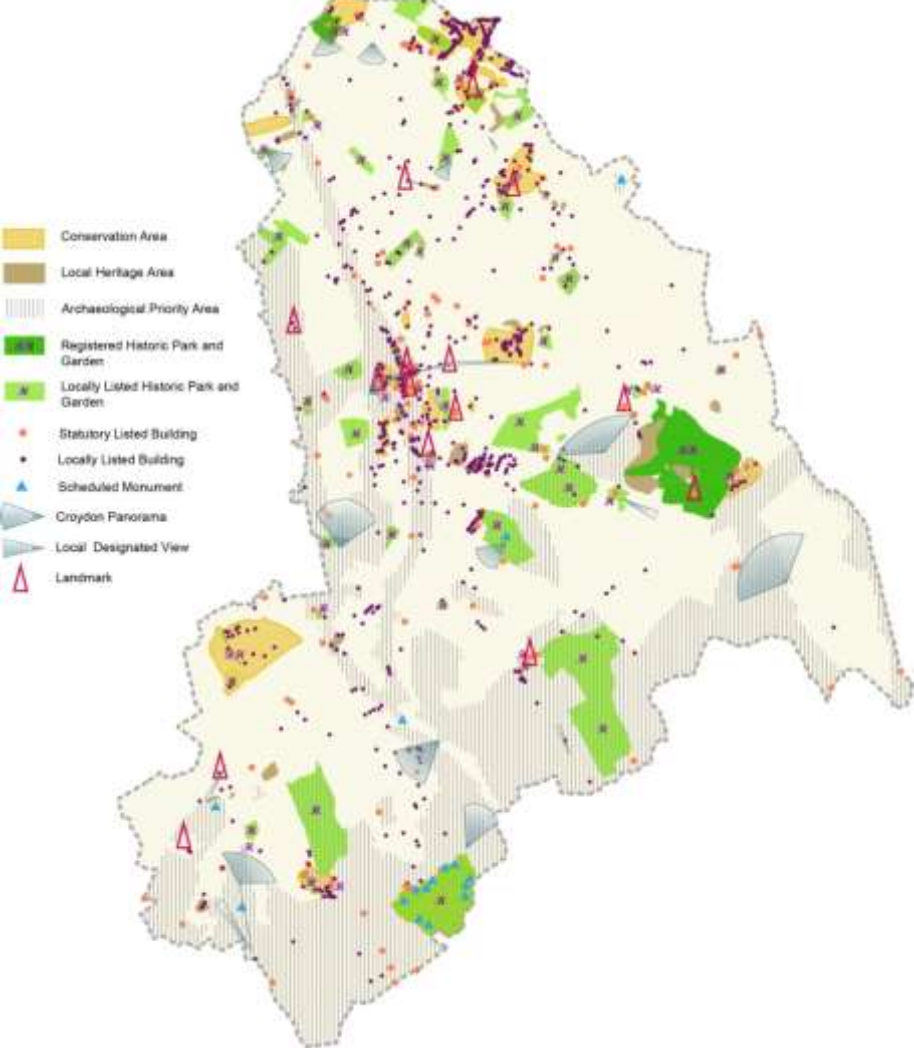 Conservation Area
Local Heritage Area
Archaeological Priority Area
Registered Historic Park and
Garden
Locally Listed Historic Park and
Garden
Statutory Listed Building
Locally Listed Building
Scheduled Monument
Croydon Panorama
Local Designated View
Landmark